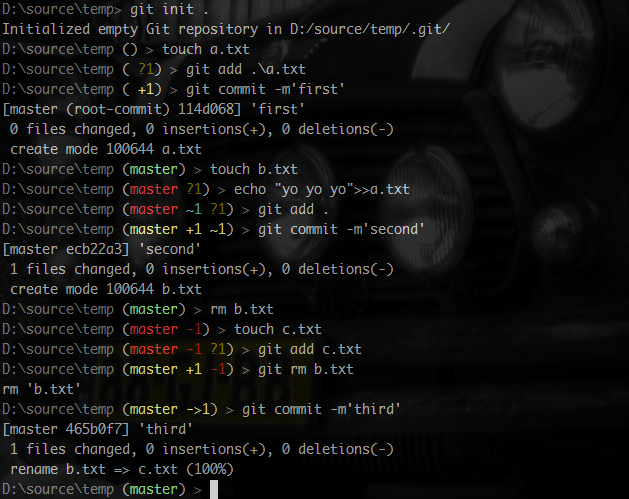 D:\source\temp> git init .
Initialized empty Git repository in D:/source/temp/.git/
D:\source\temp () > touch a.txt
D:\source\temp ( ?1) > git add .\a.txt
D:\source\temp ( +1) > git commit -m'first'
[master (root-commit) 114d068] 'first'
 0 files changed, 0 insertions(+), 0 deletions(-)
 create mode 100644 a.txt
D:\source\temp (master) > touch b.txt
D:\source\temp (master ?1) > echo "yo yo yo">>a.txt
D:\source\temp (master ~1 ?1) > git add .
D:\source\temp (master +1 ~1) > git commit -m'second'
[master ecb22a3] 'second'
 1 files changed, 0 insertions(+), 0 deletions(-)
 create mode 100644 b.txt
D:\source\temp (master) > rm b.txt
D:\source\temp (master -1) > touch c.txt
D:\source\temp (master -1 ?1) > git add c.txt
D:\source\temp (master +1 -1) > git rm b.txt
rm 'b.txt'
D:\source\temp (master ->1) > git commit -m'third'
[master 465b0f7] 'third'
 1 files changed, 0 insertions(+), 0 deletions(-)
 rename b.txt => c.txt (100%)
D:\source\temp (master) >